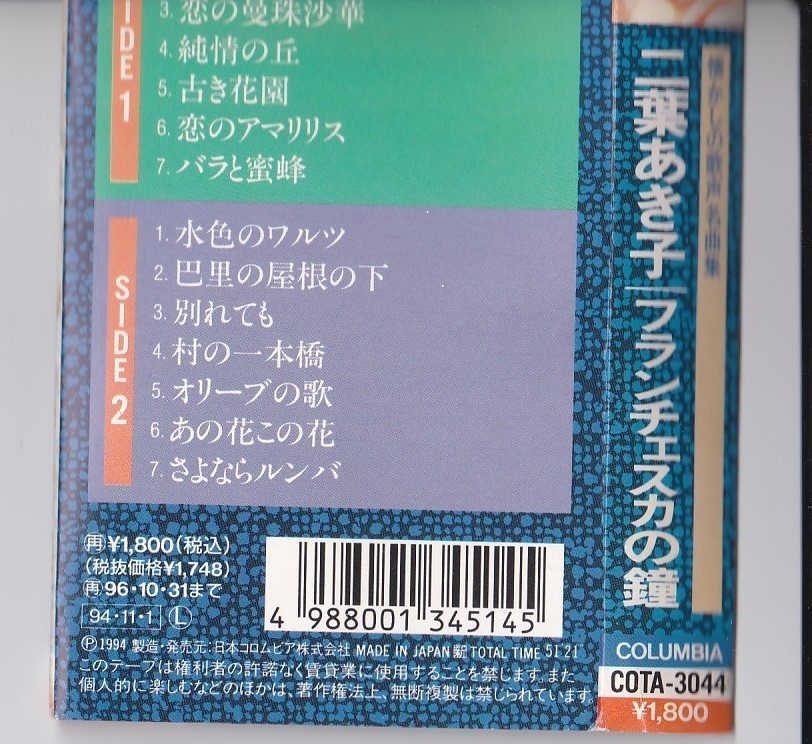 SIDE 1
3. 恋の曼珠沙華
4. 純情の丘
5. 古き花園
6. 恋のアマリリス
7. バラと蜜蜂
SIDE 2
1. 水色のワルツ
2. 巴里の屋根の下
3. 別れても
4. 村の一本橋
5. オリーブの歌
6. あの花この花
7. さよならルンバ
㊞¥1,800(税込)
(税抜価格¥1,748)
再96・10・31まで
94・11・1 L
4 988001 345145
Ⓟ1994 製造・発売元:日本コロムビア株式会社 MADE IN JAPAN TOTAL TIME 51'21
このテープは権利者の許諾なく賃貸業に使用することを禁じます。また
個人的に楽しむなどのほかは、著作権法上、無断複製は禁じられています
懐かしの歌声名曲集
二葉あき子|フランチェスカの鐘
COLUMBIA
COTA-3044
¥1,800